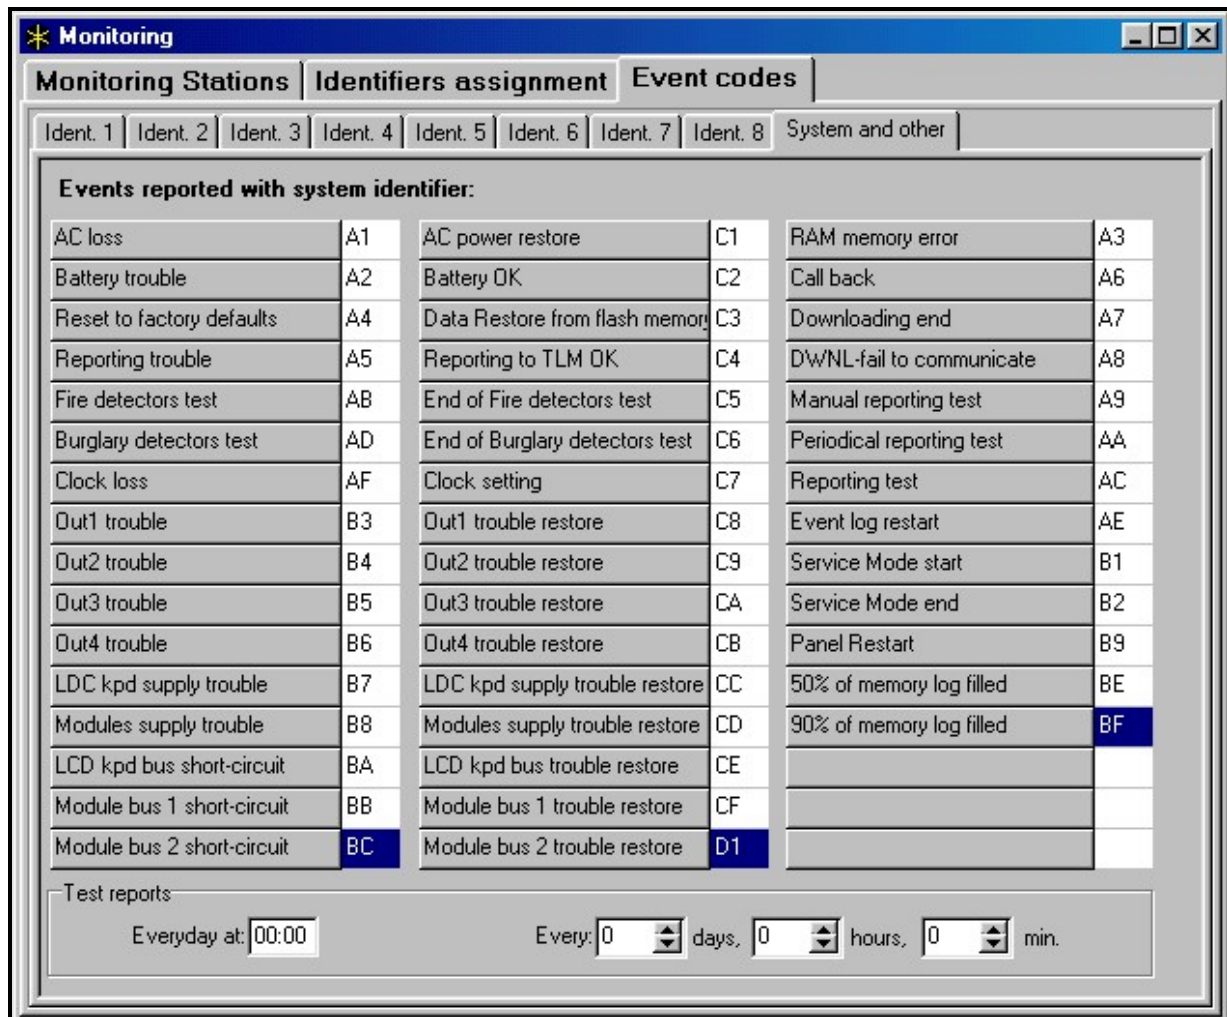 Monitoring
Monitoring Stations Identifiers assignment Event codes
Ident. 1 Ident. 2 Ident. 3 Ident. 4 Ident. 5 Ident. 6 Ident. 7 Ident. 8 System and other
Events reported with system identifier:
AC loss A1 AC power restore C1 RAM memory error A3
Battery trouble A2 Battery OK C2 Call back A6
Reset to factory defaults A4 Data Restore from flash memory C3 Downloading end A7
Reporting trouble A5 Reporting to TLM OK C4 DWNL-fail to communicate A8
Fire detectors test AB End of Fire detectors test C5 Manual reporting test A9
Burglary detectors test AD End of Burglary detectors test C6 Periodical reporting test AA
Clock loss AF Clock setting C7 Reporting test AC
Out1 trouble B3 Out1 trouble restore C8 Event log restart AE
Out2 trouble B4 Out2 trouble restore C9 Service Mode start B1
Out3 trouble B5 Out3 trouble restore CA Service Mode end B2
Out4 trouble B6 Out4 trouble restore CB Panel Restart B9
LDC kpd supply trouble B7 LDC kpd supply trouble restore CC 50% of memory log filled BE
Modules supply trouble B8 Modules supply trouble restore CD 90% of memory log filled BF
LCD kpd bus short-circuit BA LCD kpd bus trouble restore CE
Module bus 1 short-circuit BB Module bus 1 trouble restore CF
Module bus 2 short-circuit BC Module bus 2 trouble restore D1
Test reports
Everyday at: 00:00 Every: 0 days, 0 hours, 0 min.